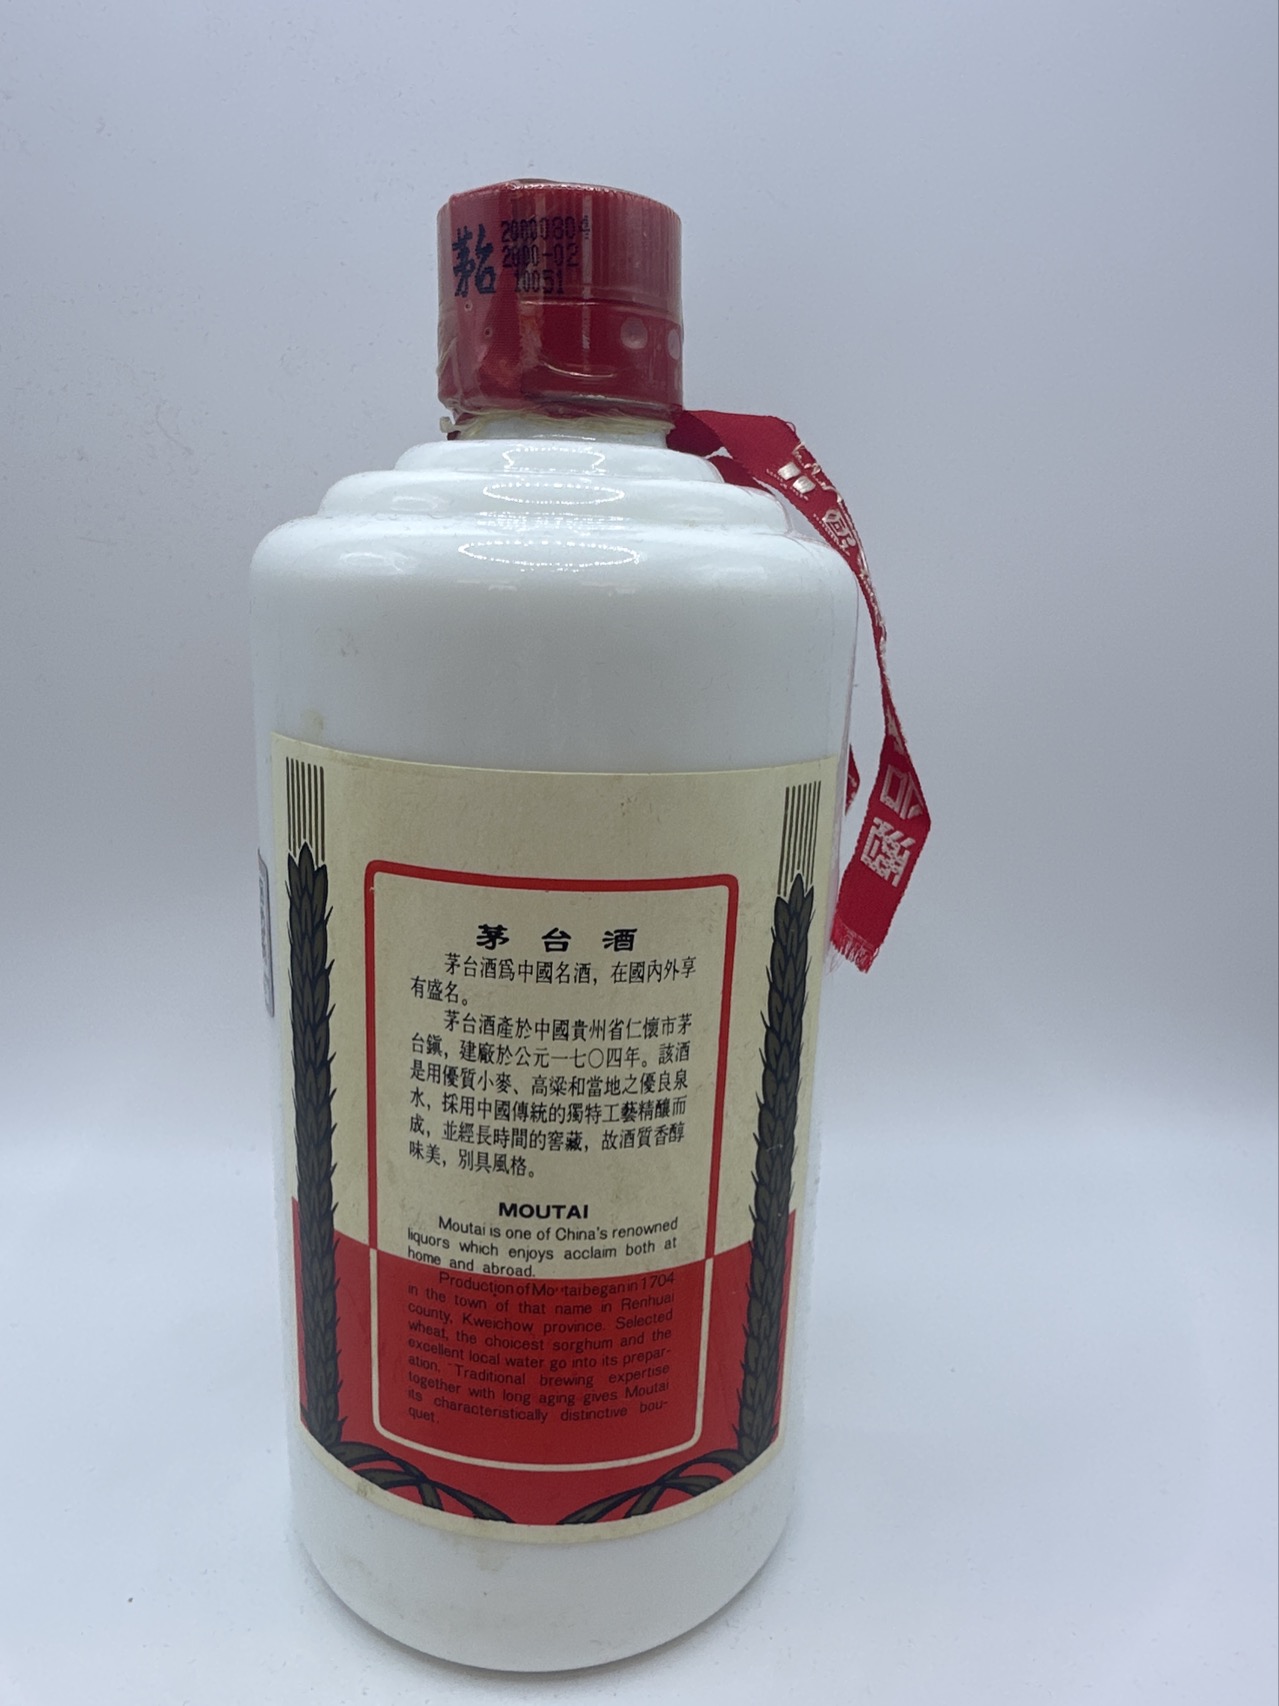 茅台
20000804
2000-02
10051
中國
茅台酒
茅台酒爲中國名酒，在國內外享
有盛名。
茅台酒產於中國貴州省仁懷市茅
台鎭，建廠於公元一七〇四年。該酒
是用優質小麥、高粱和當地之優良泉
水，採用中國傳統的獨特工藝精釀而
成，並經長時間的窖藏，故酒質香醇
味美，別具風格。
MOUTAI
Moutai is one of China's renowned
liquors which enjoys acclaim both at
home and abroad.
Production of Moutai began in 1704
in the town of that name in Renhuai
county, Kweichow province. Selected
wheat, the choicest sorghum and the
excellent local water go into its prepar-
ation. Traditional brewing expertise
together with long aging gives Moutai
its characteristically distinctive bou-
quet.